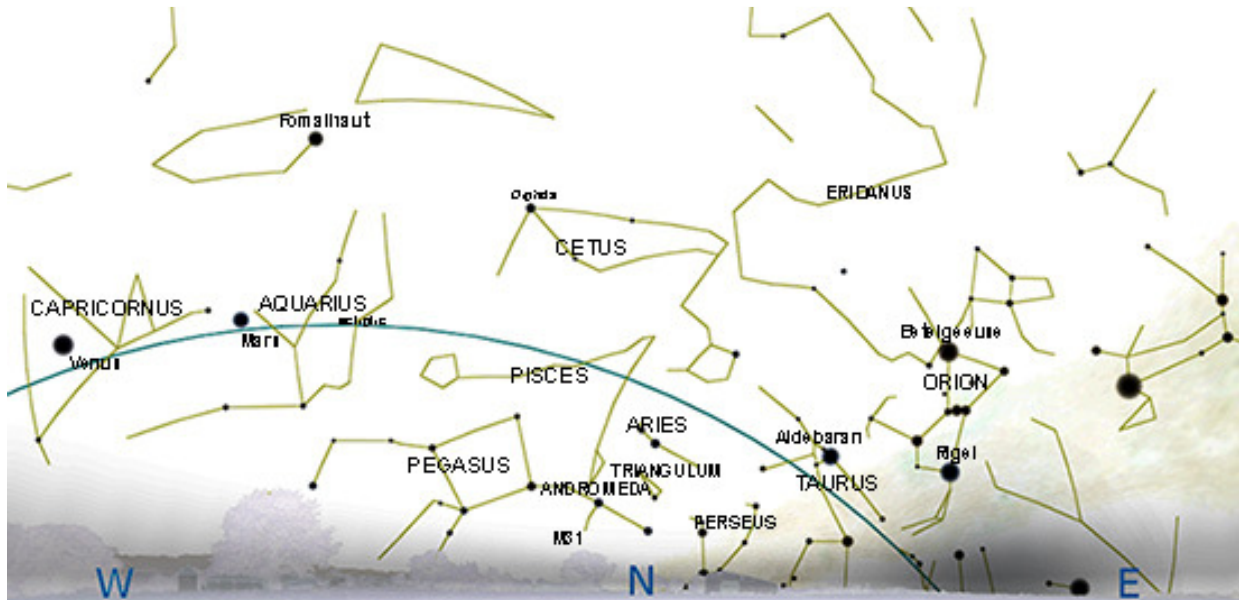 Fomalhaut
ERIDANUS
CETUS
CAPRICORNUS
AQUARIUS
Mars
Betelgeuse
Venus
PISCES
ORION
ARIES
Aldebaran
Rigel
PEGASUS
TRIANGULUM
TAURUS
ANDROMEDA
PERSEUS
M31
W
N
E